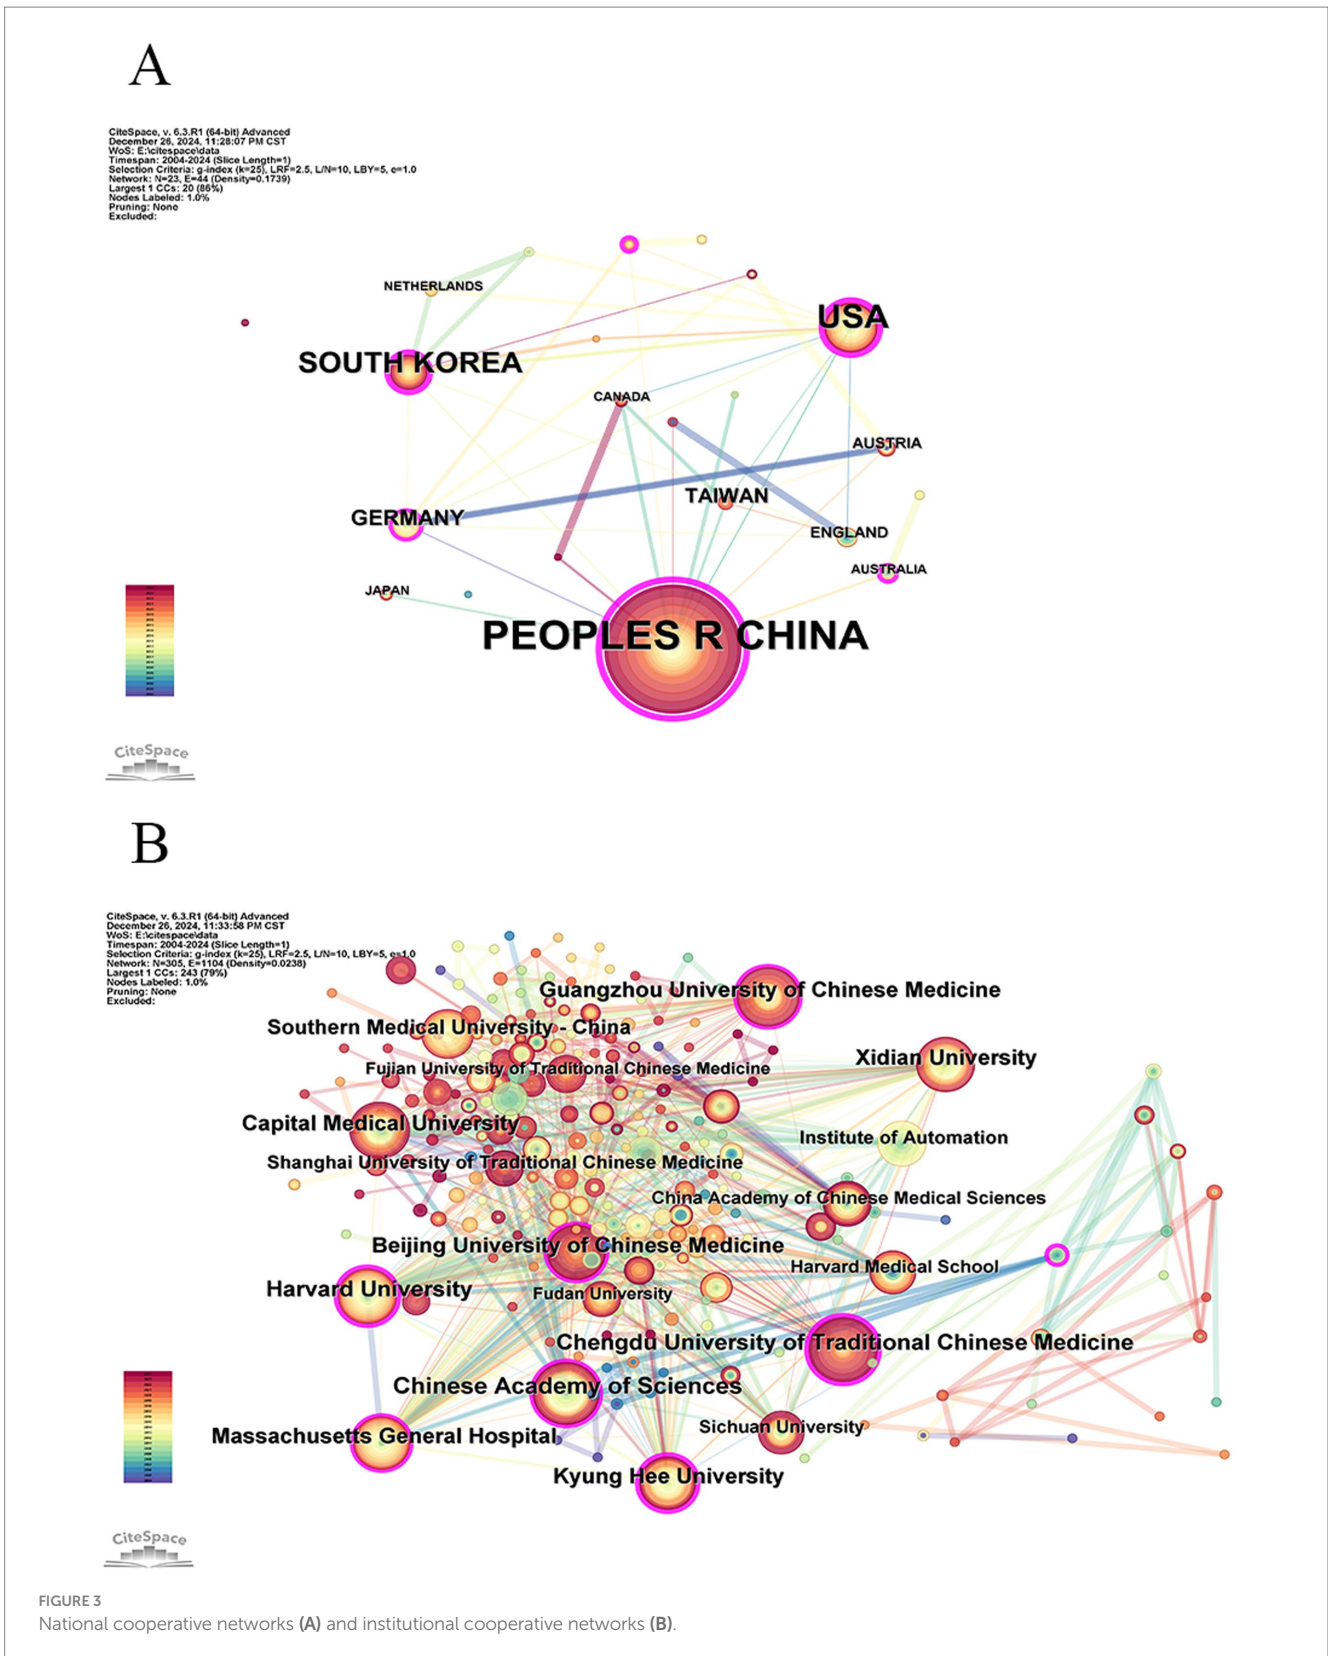 A
CiteSpace, v. 6.3.R1 (64-bit) Advanced
December 26, 2024, 11:28:07 PM CST
WoS: E:\citespace\data
Timespan: 2004-2024 (Slice Length=1)
Selection Criteria: g-index (k=25), LRF=2.5, L/N=10, LBY=5, e=1.0
Network: N=23, E=44 (Density=0.1739)
Largest 1 CCs: 20 (86%)
Nodes Labeled: 1.0%
Pruning: None
Excluded:
NETHERLANDS
USA
SOUTH KOREA
CANADA
AUSTRIA
TAIWAN
GERMANY
ENGLAND
AUSTRALIA
JAPAN
PEOPLES R CHINA
CiteSpace
B
CiteSpace, v. 6.3.R1 (64-bit) Advanced
December 26, 2024, 11:33:58 PM CST
WoS: E:\citespace\data
Timespan: 2004-2024 (Slice Length=1)
Selection Criteria: g-index (k=25), LRF=2.5, L/N=10, LBY=5, e=1.0
Network: N=305, E=1104 (Density=0.0238)
Largest 1 CCs: 243 (79%)
Nodes Labeled: 1.0%
Pruning: None
Excluded:
Guangzhou University of Chinese Medicine
Southern Medical University - China
Xidian University
Fujian University of Traditional Chinese Medicine
Capital Medical University
Institute of Automation
Shanghai University of Traditional Chinese Medicine
China Academy of Chinese Medical Sciences
Beijing University of Chinese Medicine
Harvard Medical School
Harvard University
Fudan University
Chengdu University of Traditional Chinese Medicine
Chinese Academy of Sciences
Sichuan University
Massachusetts General Hospital
Kyung Hee University
CiteSpace
FIGURE 3
National cooperative networks (A) and institutional cooperative networks (B).